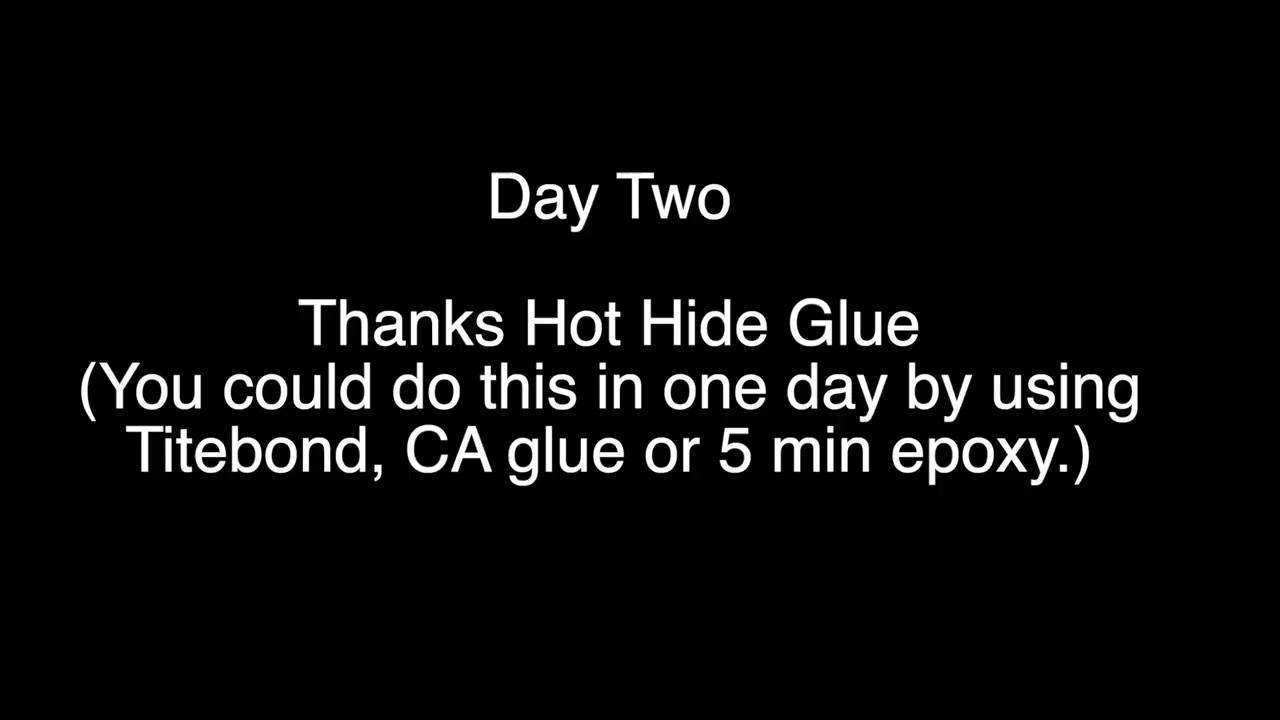 Day Two
Thanks Hot Hide Glue
(You could do this in one day by using
Titebond, CA glue or 5 min epoxy.)